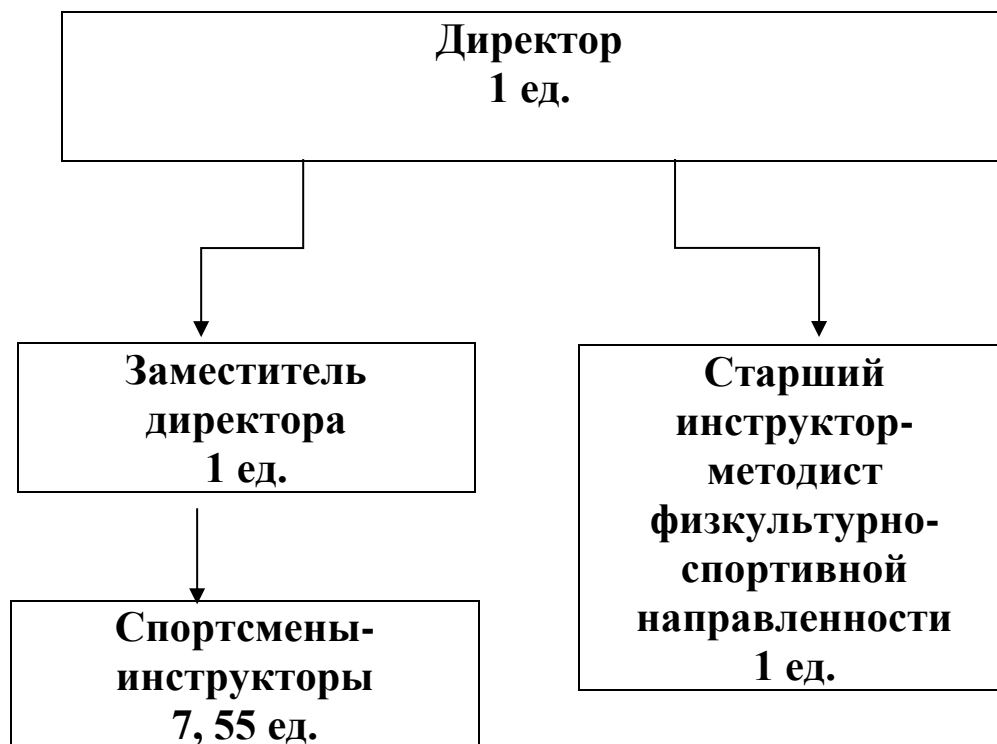 Директор
1 ед.
Заместитель
директора
1 ед.
Старший
инструктор-
методист
физкультурно-
спортивной
направленности
1 ед.
Спортсмены-
инструкторы
7, 55 ед.